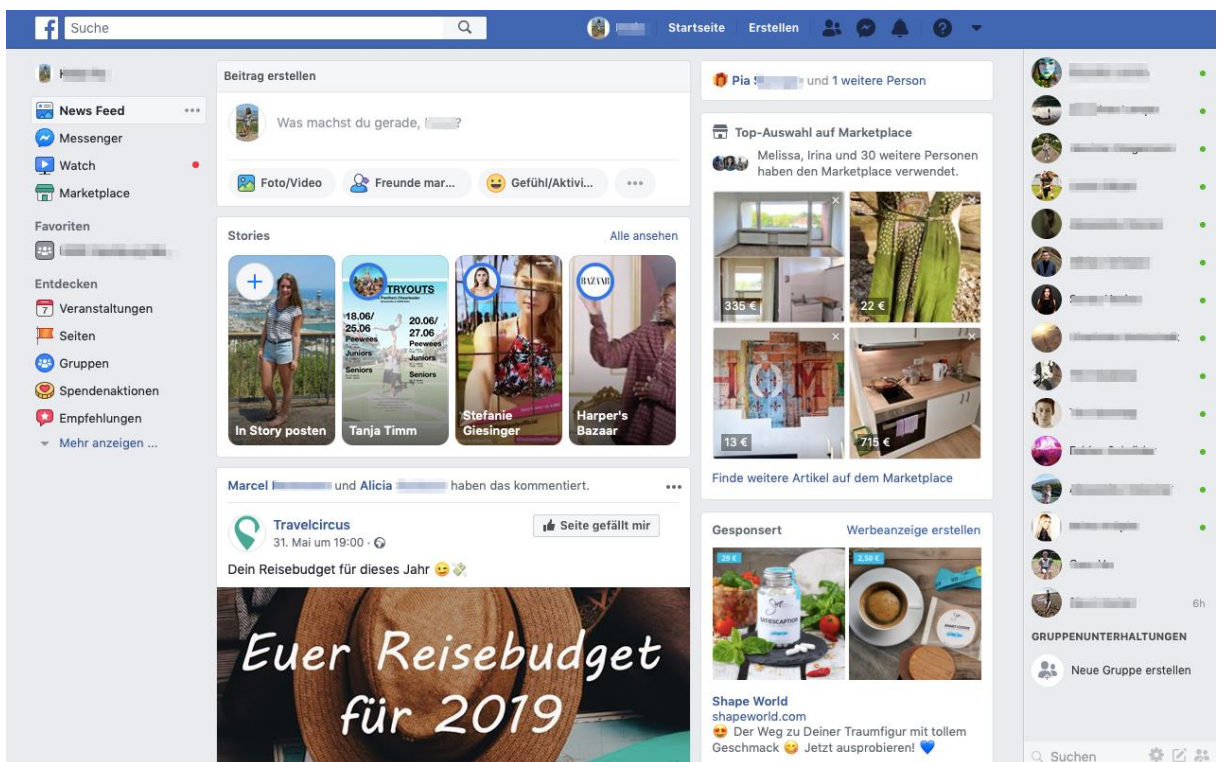 f
Suche
Startseite
Erstellen
News Feed
Messenger
Watch
Marketplace
Favoriten
Entdecken
7 Veranstaltungen
Seiten
Gruppen
Spendenaktionen
Empfehlungen
Mehr anzeigen ...
Beitrag erstellen
Was machst du gerade, ?
Foto/Video
Freunde mar...
Gefühl/Aktivi...
Stories
Alle ansehen
In Story posten
TRYOUTS
Panthers Cheerleader
18.06/
25.06
Peewees
Juniors
Seniors
20.06/
27.06
Peewees
Juniors
Seniors
Tanja Timm
Stefanie
Giesinger
BAZAAR
Harper's
Bazaar
Marcel und Alicia haben das kommentiert.
Travelcircus
31. Mai um 19:00 ·
Seite gefällt mir
Dein Reisebudget für dieses Jahr 😉 💸
Euer Reisebudget
für 2019
Pia und 1 weitere Person
Top-Auswahl auf Marketplace
Melissa, Irina und 30 weitere Personen
haben den Marketplace verwendet.
335 €
22 €
13 €
715 €
Finde weitere Artikel auf dem Marketplace
Gesponsert
Werbeanzeige erstellen
29 €
2,50 €
Shape World
shapeworld.com
😍 Der Weg zu Deiner Traumfigur mit tollem
Geschmack 😋 Jetzt ausprobieren! 💙
6h
GRUPPENUNTERHALTUNGEN
Neue Gruppe erstellen
Suchen